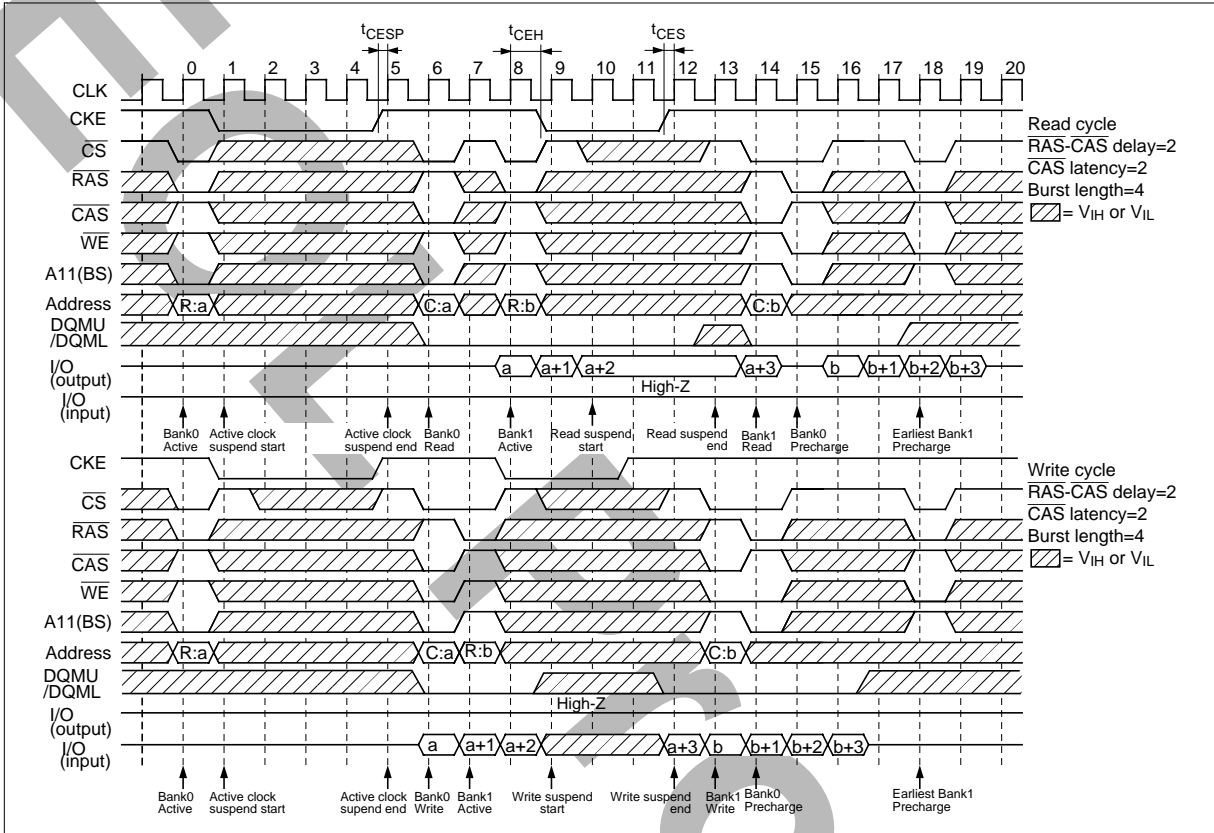 tCESP tCEH tCES
0 1 2 3 4 5 6 7 8 9 10 11 12 13 14 15 16 17 18 19 20
CLK
CKE
CS
RAS
CAS
WE
A11(BS)
Address R:a C:a R:b C:b
DQMU
/DQML
I/O
(output) a a+1 a+2 a+3 b b+1 b+2 b+3
High-Z
I/O
(input)
Bank0 Active
Active clock suspend start
Active clock suspend end
Bank0 Read
Bank1 Active
Read suspend start
Read suspend end
Bank1 Read
Bank0 Precharge
Earliest Bank1 Precharge
Read cycle
RAS-CAS delay=2
CAS latency=2
Burst length=4
= VIH or VIL
CKE
CS
RAS
CAS
WE
A11(BS)
Address R:a C:a R:b C:b
DQMU
/DQML
High-Z
I/O
(output)
I/O
(input) a a+1 a+2 a+3 b b+1 b+2 b+3
Bank0 Active
Active clock suspend start
Active clock supend end
Bank0 Write
Bank1 Active
Write suspend start
Write suspend end
Bank1 Write
Bank0 Precharge
Earliest Bank1 Precharge
Write cycle
RAS-CAS delay=2
CAS latency=2
Burst length=4
= VIH or VIL